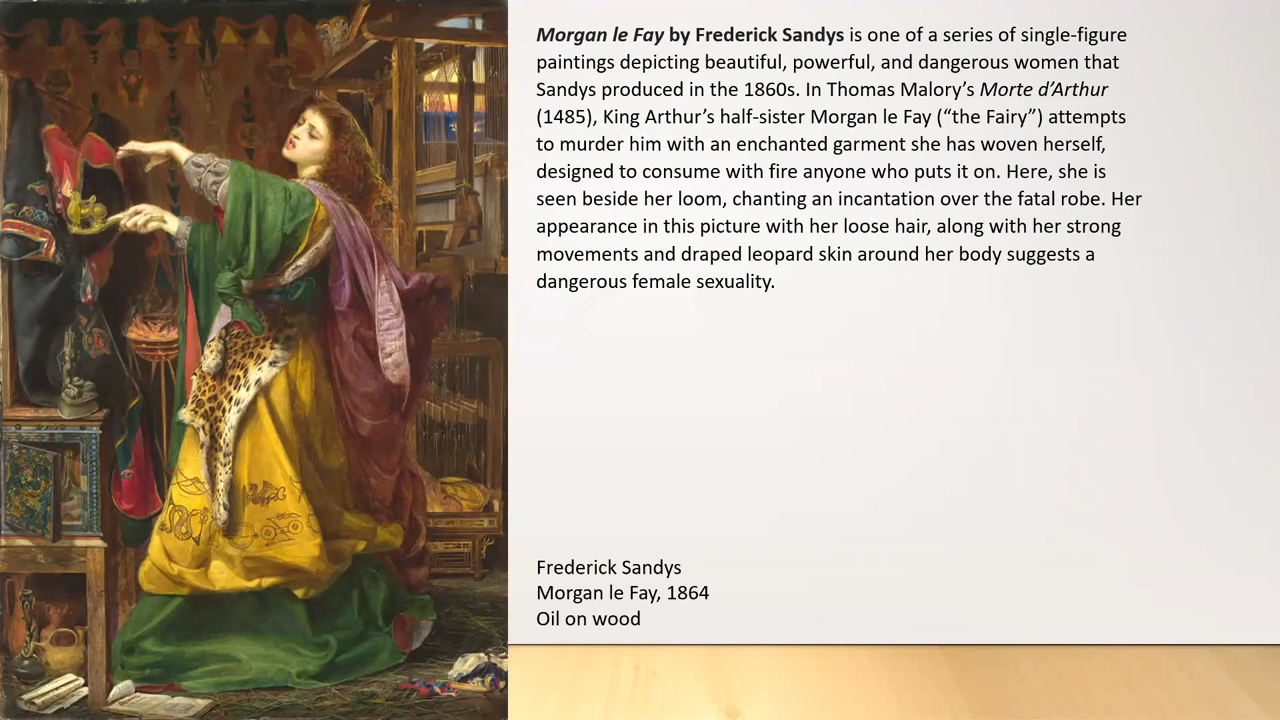 Morgan le Fay by Frederick Sandys is one of a series of single-figure
paintings depicting beautiful, powerful, and dangerous women that
Sandys produced in the 1860s. In Thomas Malory’s Morte d’Arthur
(1485), King Arthur’s half-sister Morgan le Fay (“the Fairy”) attempts
to murder him with an enchanted garment she has woven herself,
designed to consume with fire anyone who puts it on. Here, she is
seen beside her loom, chanting an incantation over the fatal robe. Her
appearance in this picture with her loose hair, along with her strong
movements and draped leopard skin around her body suggests a
dangerous female sexuality.
Frederick Sandys
Morgan le Fay, 1864
Oil on wood